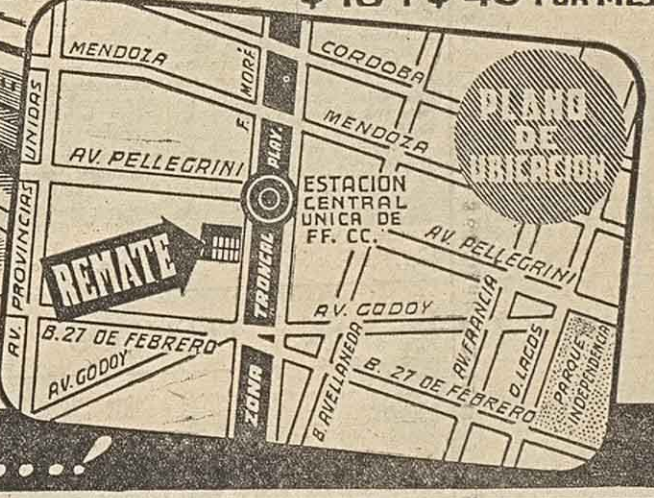 POR MES
MENDOZA
F. MORÉ
CORDOBA
MENDOZA
PLANO
DE
UBICACION
AV. PROVINCIAS UNIDAS
AV. PELLEGRINI
ZONA TRONCAL PLAY.
ESTACION
CENTRAL
UNICA DE
FF. CC.
AV. PELLEGRINI
REMATE
AV. GODOY
B. 27 DE FEBRERO
AV. GODOY
B. AVELLANEDA
AV. FRANCIA
O. LAGOS
PARQUE
INDEPENDENCIA
B. 27 DE FEBRERO
....!